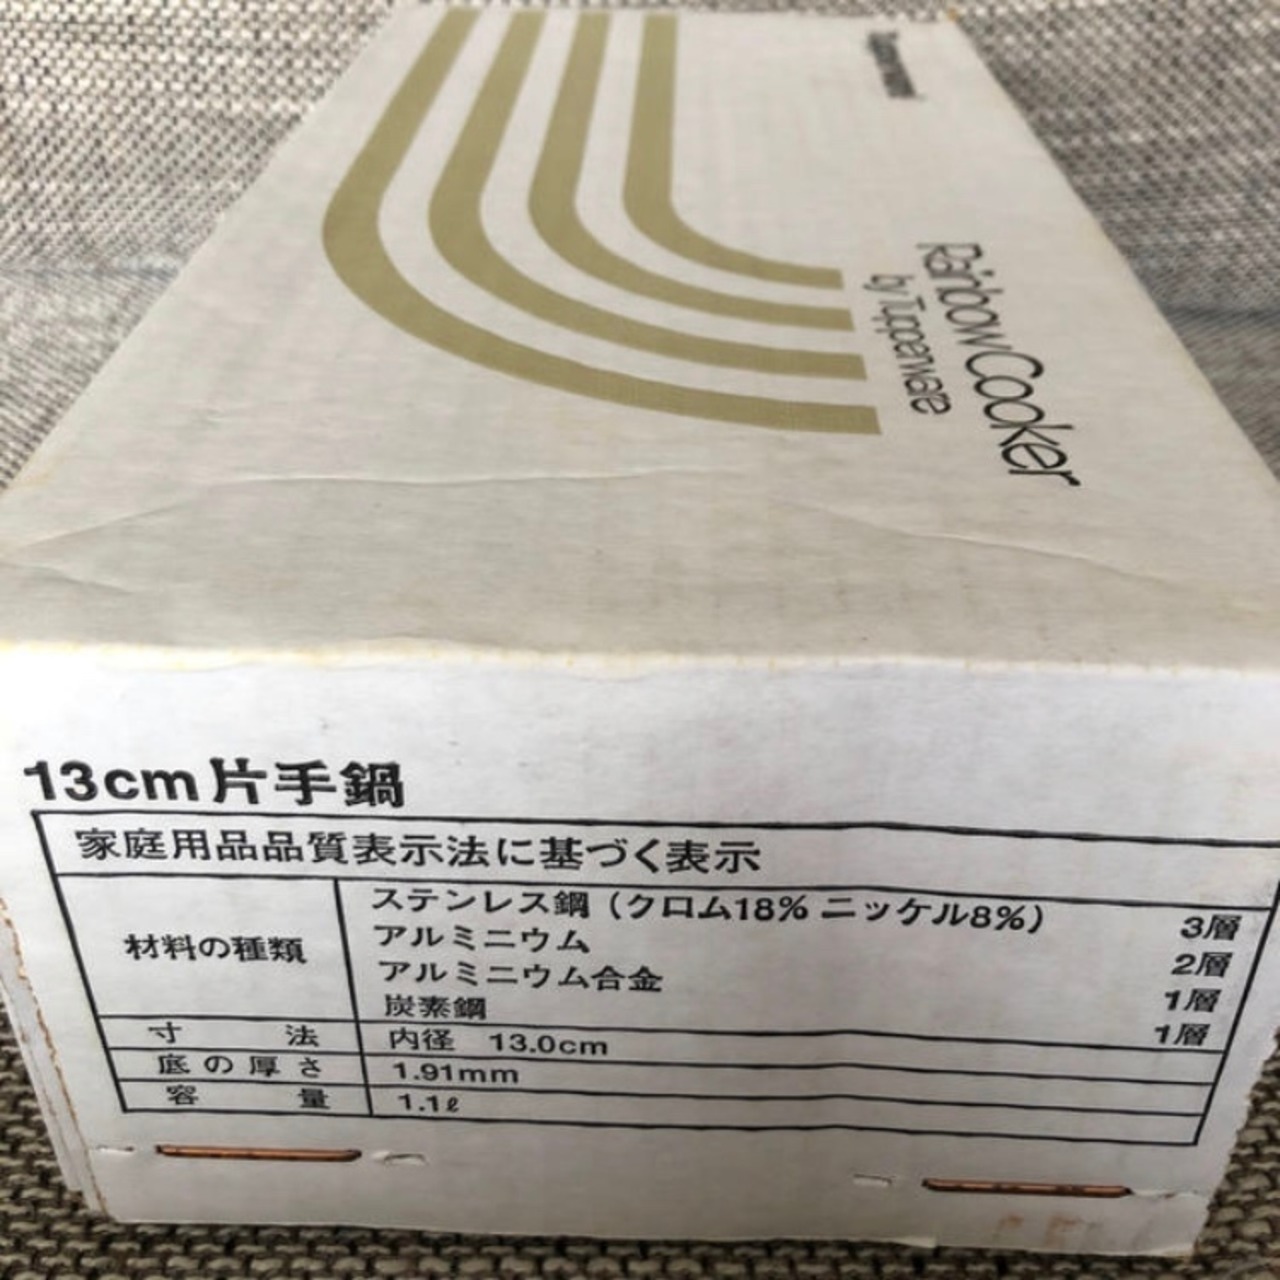 Rainbow Cooker
by Tupperware
13cm片手鍋
家庭用品品質表示法に基づく表示
材料の種類
ステンレス鋼（クロム18% ニッケル8%） 3層
アルミニウム 2層
アルミニウム合金 1層
炭素鋼 1層
寸法 内径 13.0cm
底の厚さ 1.91mm
容量 1.1ℓ